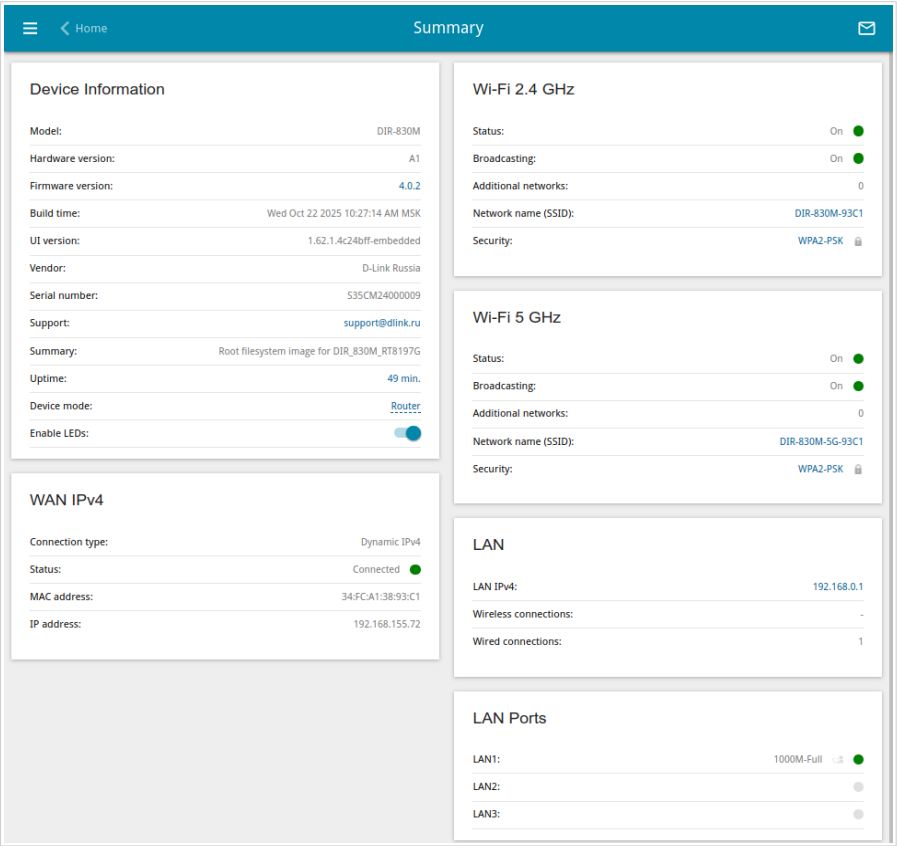 Home
Summary
Device Information
Model: DIR-830M
Hardware version: A1
Firmware version: 4.0.2
Build time: Wed Oct 22 2025 10:27:14 AM MSK
UI version: 1.62.1.4c24bff-embedded
Vendor: D-Link Russia
Serial number: S35CM24000009
Support: support@dlink.ru
Summary: Root filesystem image for DIR_830M_RT8197G
Uptime: 49 min.
Device mode: Router
Enable LEDs:
WAN IPv4
Connection type: Dynamic IPv4
Status: Connected
MAC address: 34:FC:A1:38:93:C1
IP address: 192.168.155.72
Wi-Fi 2.4 GHz
Status: On
Broadcasting: On
Additional networks: 0
Network name (SSID): DIR-830M-93C1
Security: WPA2-PSK
Wi-Fi 5 GHz
Status: On
Broadcasting: On
Additional networks: 0
Network name (SSID): DIR-830M-5G-93C1
Security: WPA2-PSK
LAN
LAN IPv4: 192.168.0.1
Wireless connections: -
Wired connections: 1
LAN Ports
LAN1: 1000M-Full
LAN2:
LAN3: